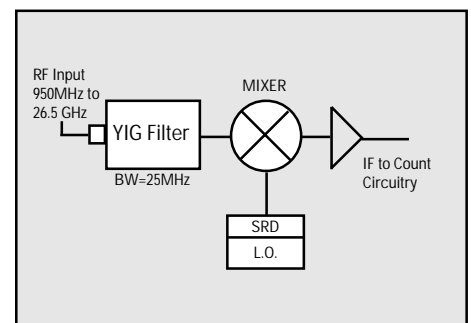 RF Input
950MHz to
26.5 GHz
MIXER
YIG Filter
BW=25MHz
IF to Count
Circuitry
SRD
L.O.